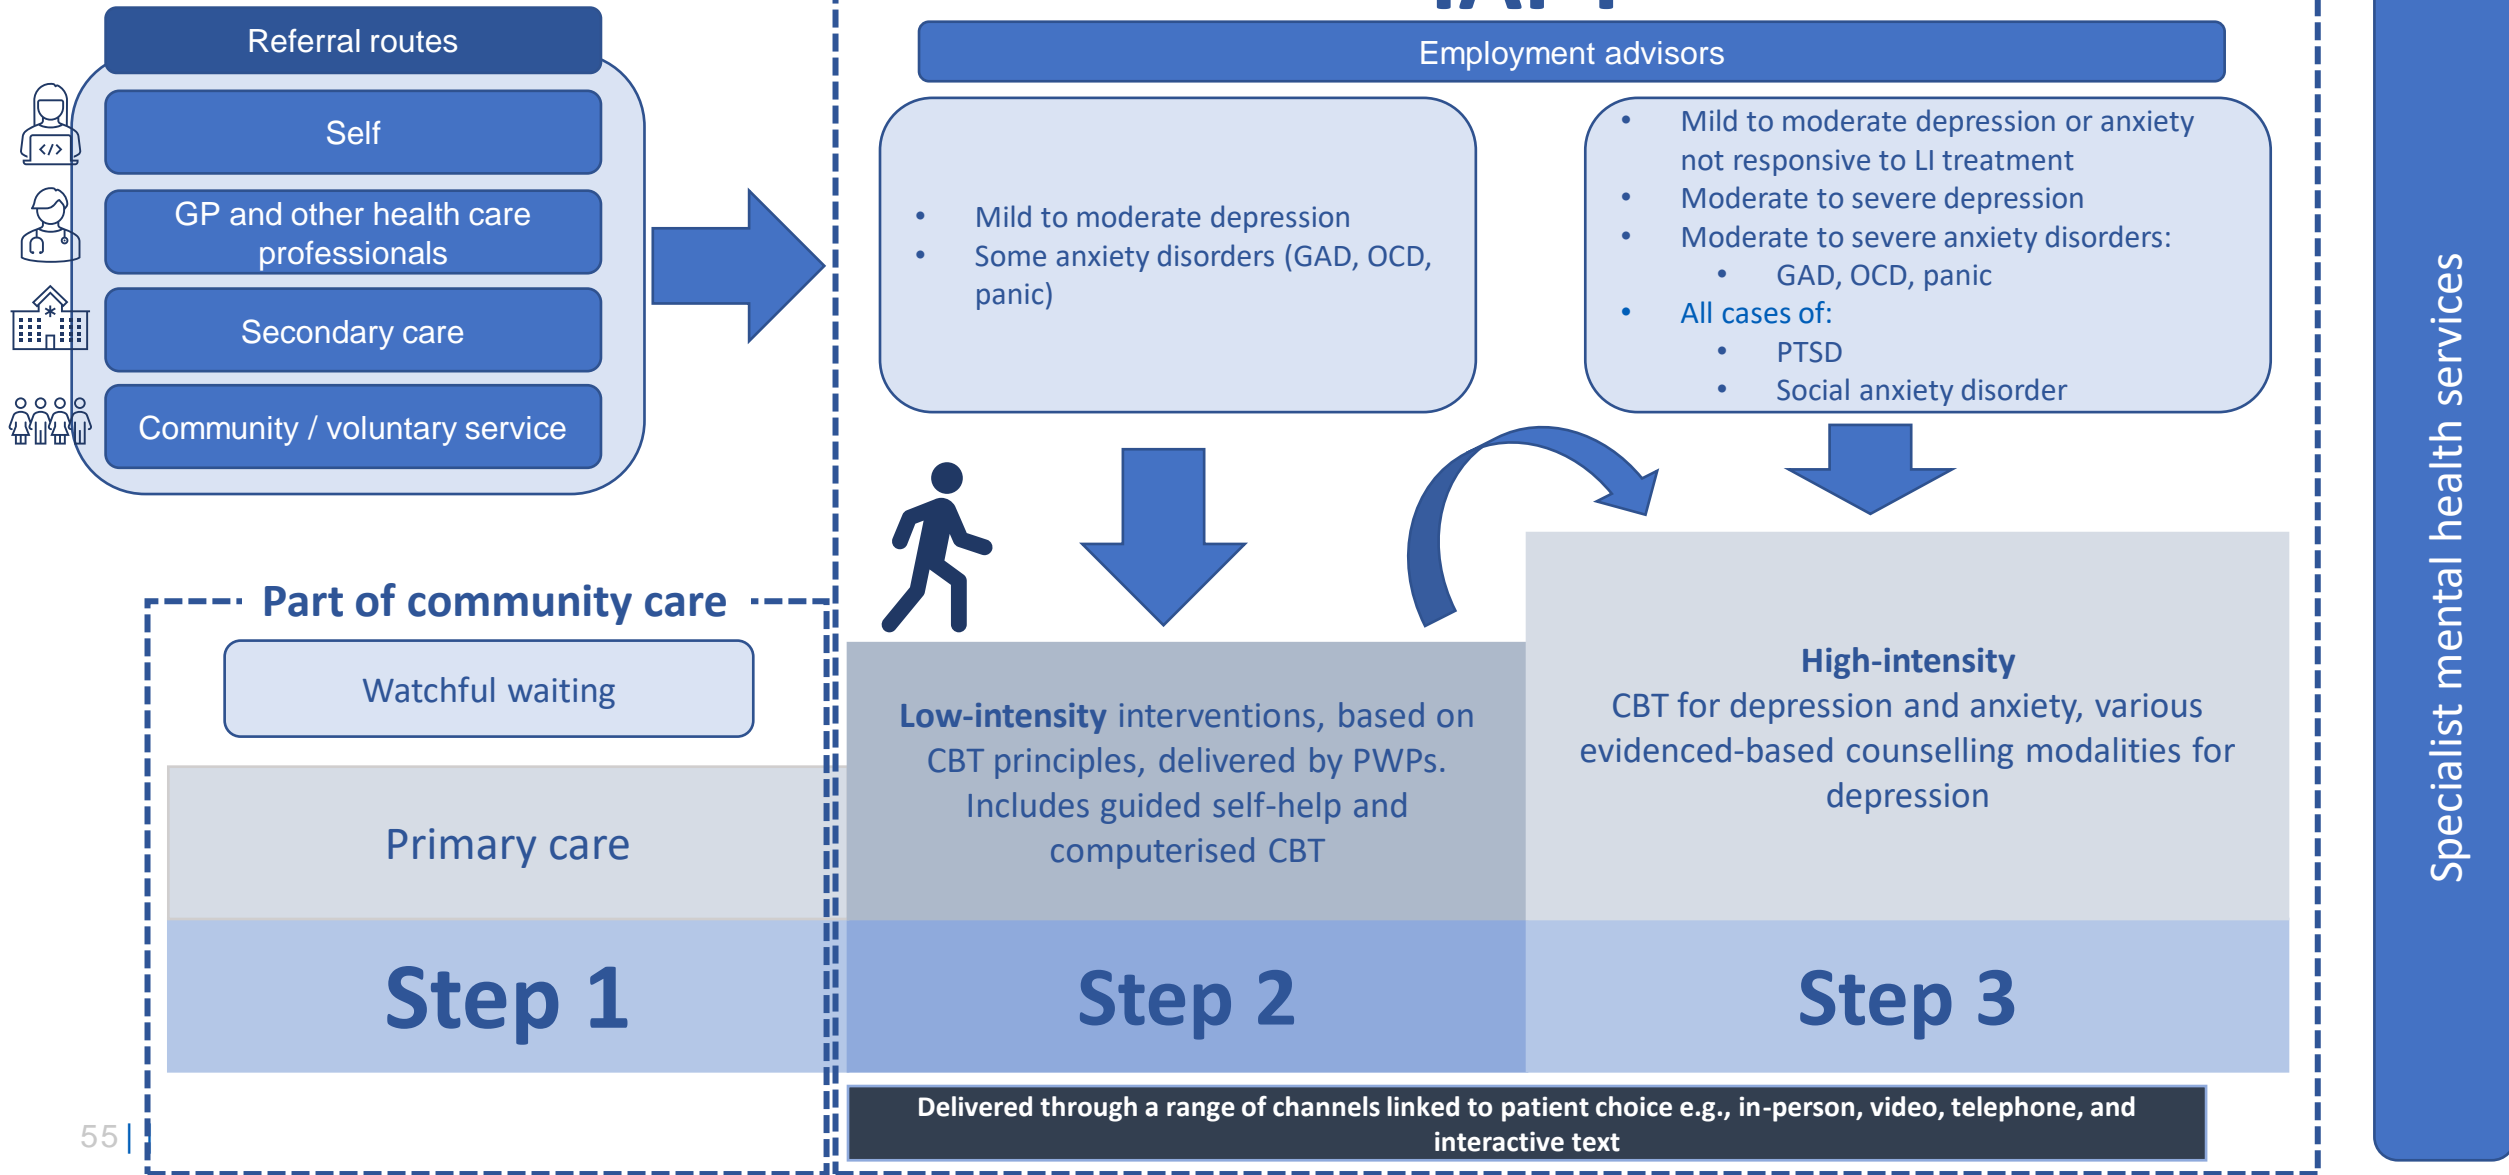 Referral routes
Self
GP and other health care
professionals
Secondary care
Community / voluntary service
Employment advisors
• Mild to moderate depression
• Some anxiety disorders (GAD, OCD,
panic)
• Mild to moderate depression or anxiety
not responsive to LI treatment
• Moderate to severe depression
• Moderate to severe anxiety disorders:
• GAD, OCD, panic
• All cases of:
• PTSD
• Social anxiety disorder
Part of community care
Watchful waiting
Primary care
Low-intensity interventions, based on
CBT principles, delivered by PWPs.
Includes guided self-help and
computerised CBT
High-intensity
CBT for depression and anxiety, various
evidenced-based counselling modalities for
depression
Step 1
Step 2
Step 3
Delivered through a range of channels linked to patient choice e.g., in-person, video, telephone, and
interactive text
Specialist mental health services
55 |